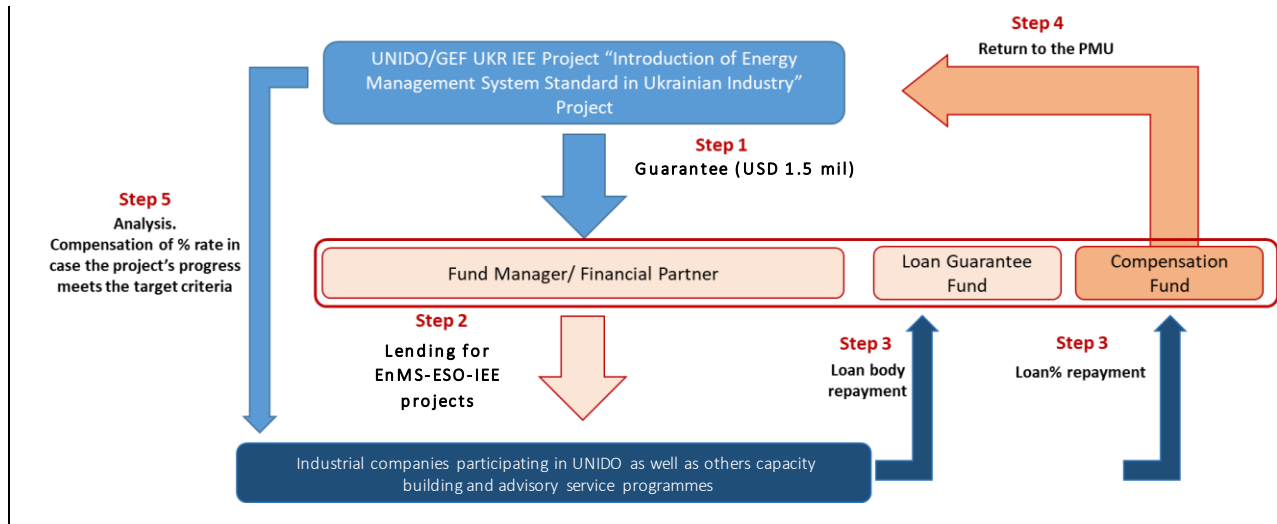 Step 4
Return to the PMU
UNIDO/GEF UKR IEE Project “Introduction of Energy
Management System Standard in Ukrainian Industry”
Project
Step 1
Guarantee (USD 1.5 mil)
Step 5
Analysis.
Compensation of % rate in
case the project’s progress
meets the target criteria
Fund Manager/ Financial Partner
Loan Guarantee
Fund
Compensation
Fund
Step 2
Lending for
EnMS-ESO-IEE
projects
Step 3
Loan body
repayment
Step 3
Loan% repayment
Industrial companies participating in UNIDO as well as others capacity
building and advisory service programmes